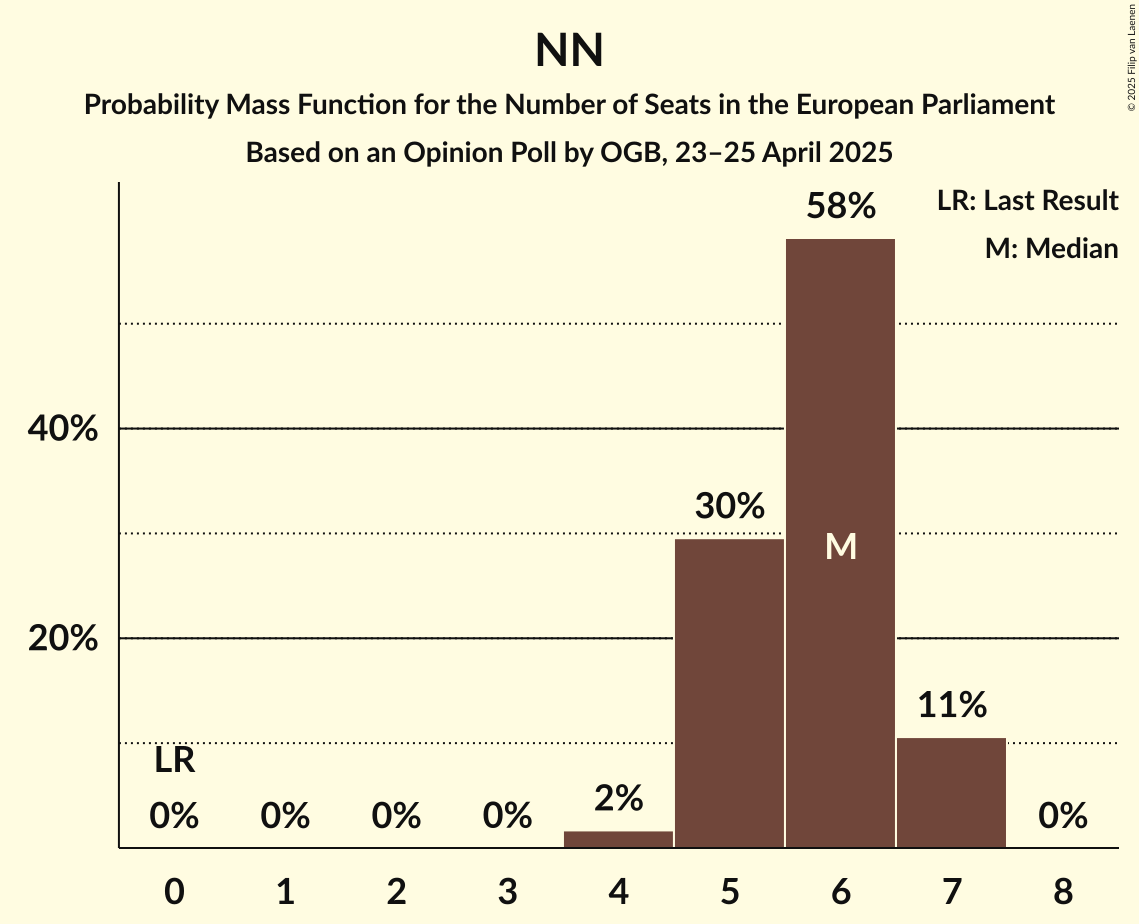 NN
Probability Mass Function for the Number of Seats in the European Parliament
Based on an Opinion Poll by OGB, 23–25 April 2025
© 2025 Filip van Laenen
LR: Last Result
M: Median
58%
40%
30%
M
20%
11%
LR
2%
0% 0% 0% 0% 0%
0 1 2 3 4 5 6 7 8